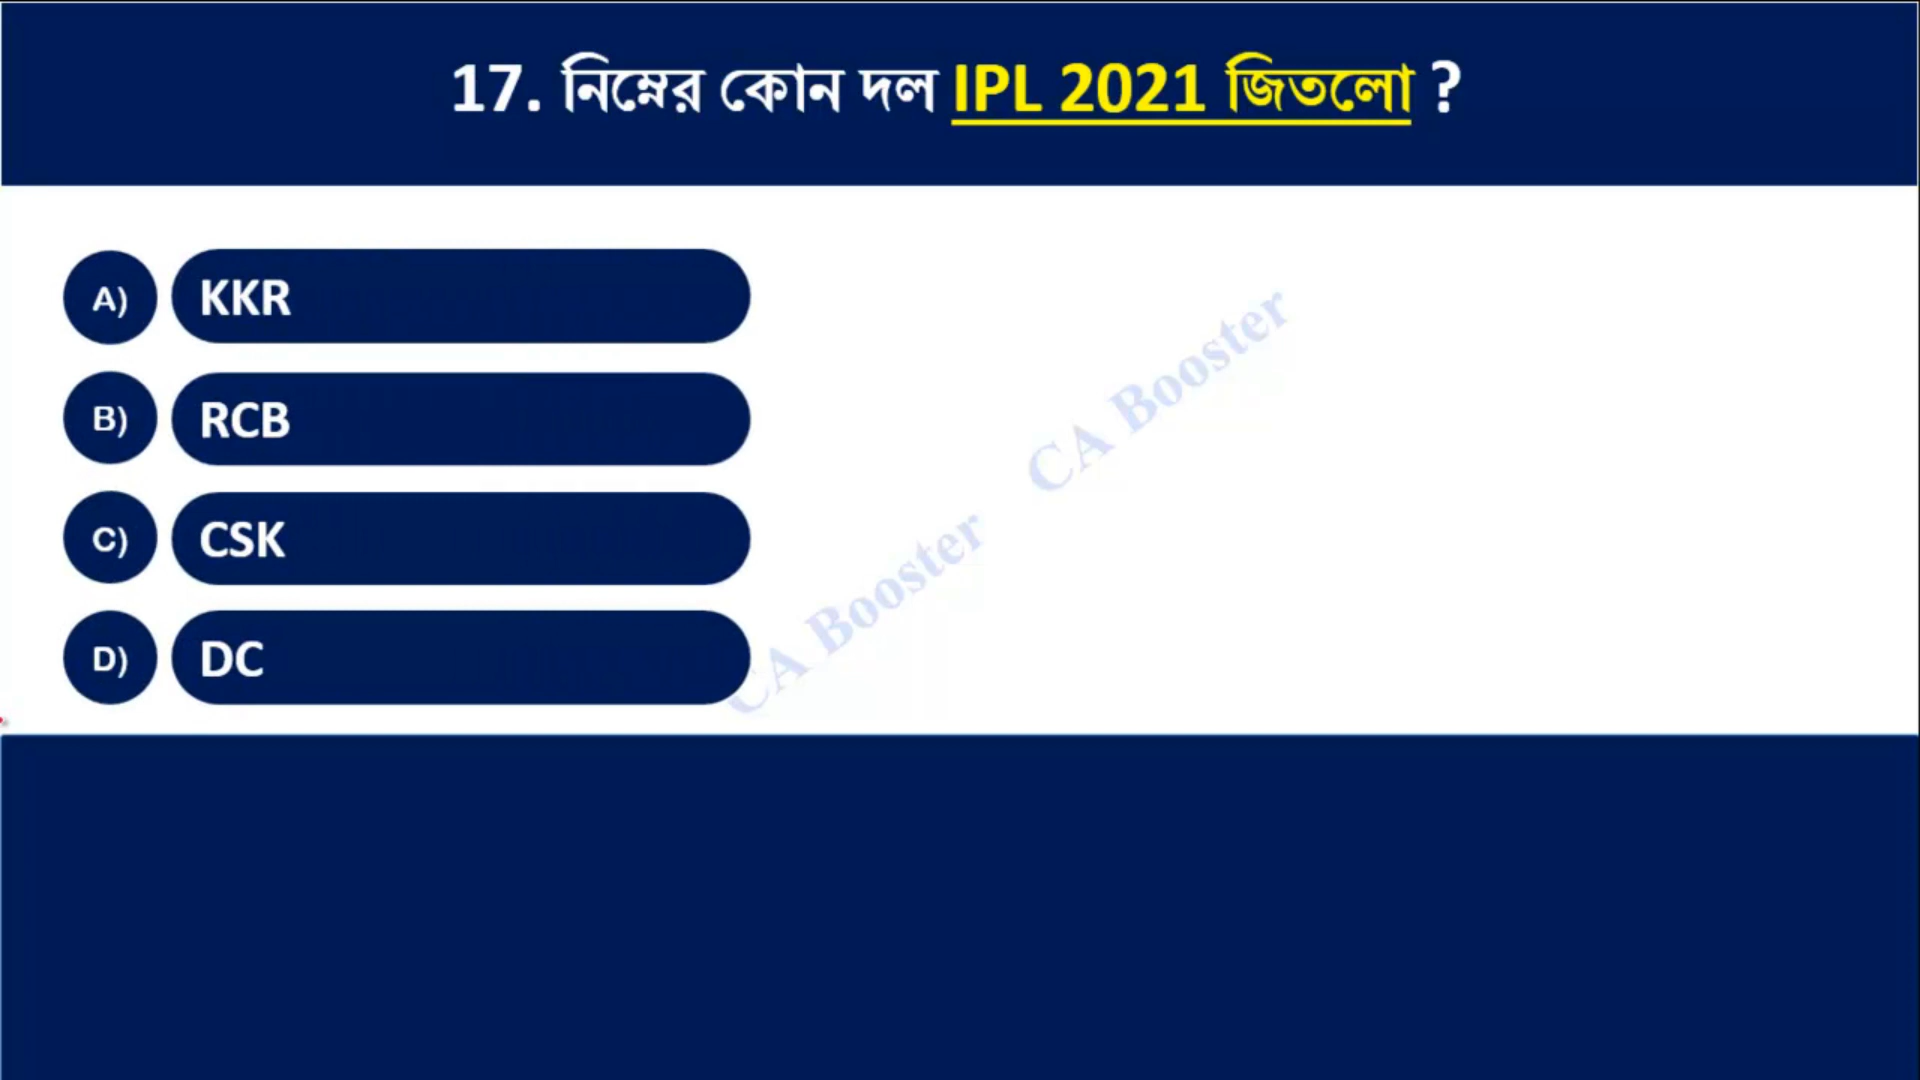 17. নিম্নের কোন দল IPL 2021 জিতলো ?
A) KKR
B) RCB
C) CSK
D) DC
CA Booster
CA Booster